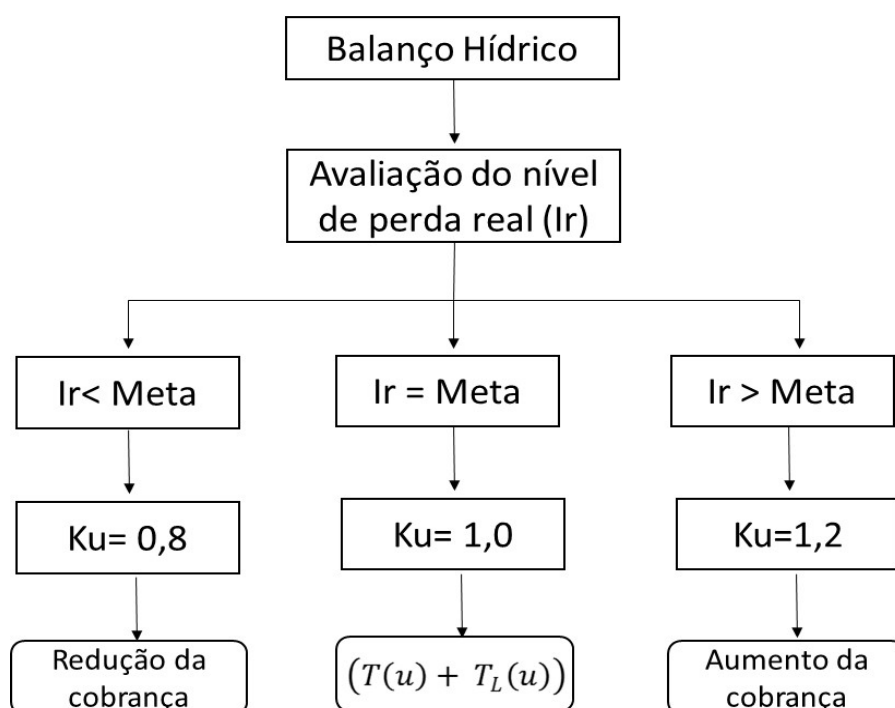 Balanço Hídrico
Avaliação do nível
de perda real (Ir)
Ir< Meta
Ir = Meta
Ir > Meta
Ku= 0,8
Ku= 1,0
Ku=1,2
Redução da
cobrança
(T(u) + T_L(u))
Aumento da
cobrança